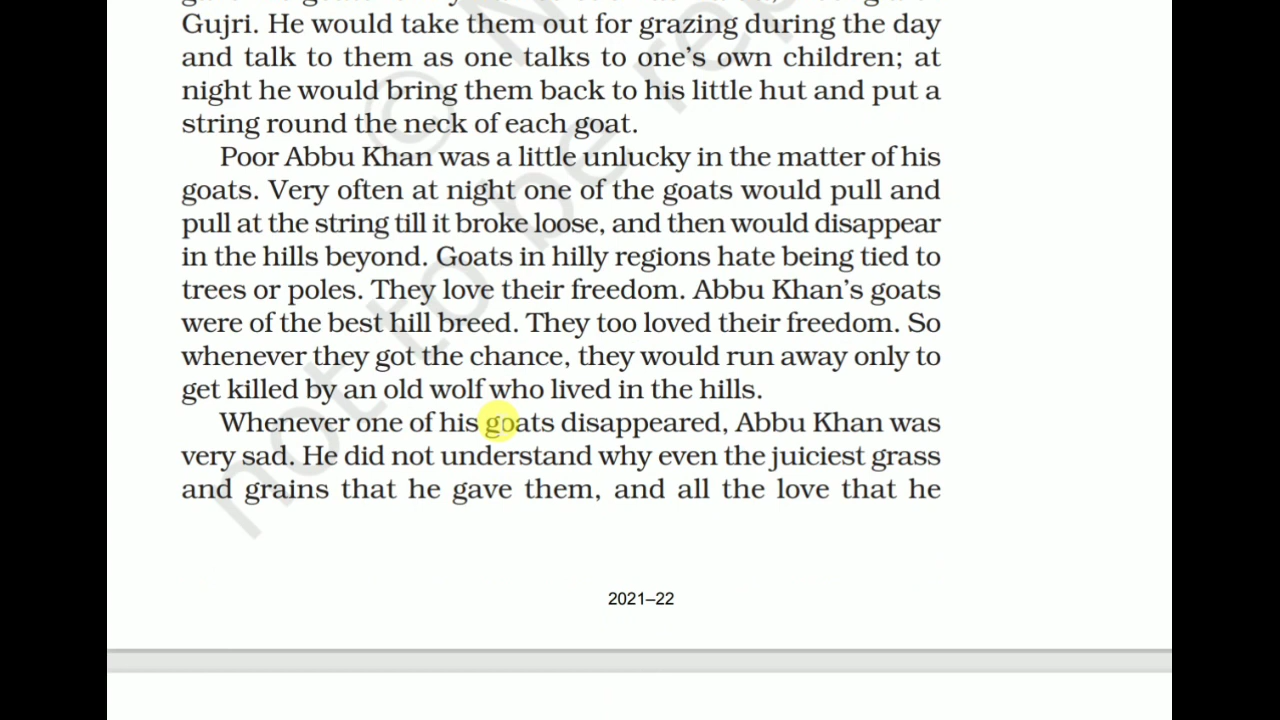 Gujri. He would take them out for grazing during the day
and talk to them as one talks to one's own children; at
night he would bring them back to his little hut and put a
string round the neck of each goat.
Poor Abbu Khan was a little unlucky in the matter of his
goats. Very often at night one of the goats would pull and
pull at the string till it broke loose, and then would disappear
in the hills beyond. Goats in hilly regions hate being tied to
trees or poles. They love their freedom. Abbu Khan's goats
were of the best hill breed. They too loved their freedom. So
whenever they got the chance, they would run away only to
get killed by an old wolf who lived in the hills.
Whenever one of his goats disappeared, Abbu Khan was
very sad. He did not understand why even the juiciest grass
and grains that he gave them, and all the love that he
not to be rep
2021–22